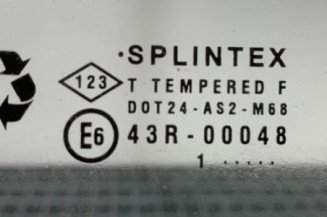 ·SPLINTEX
123 T TEMPERED F
DOT24-AS2-M68
E6 43R-00048
1 .....